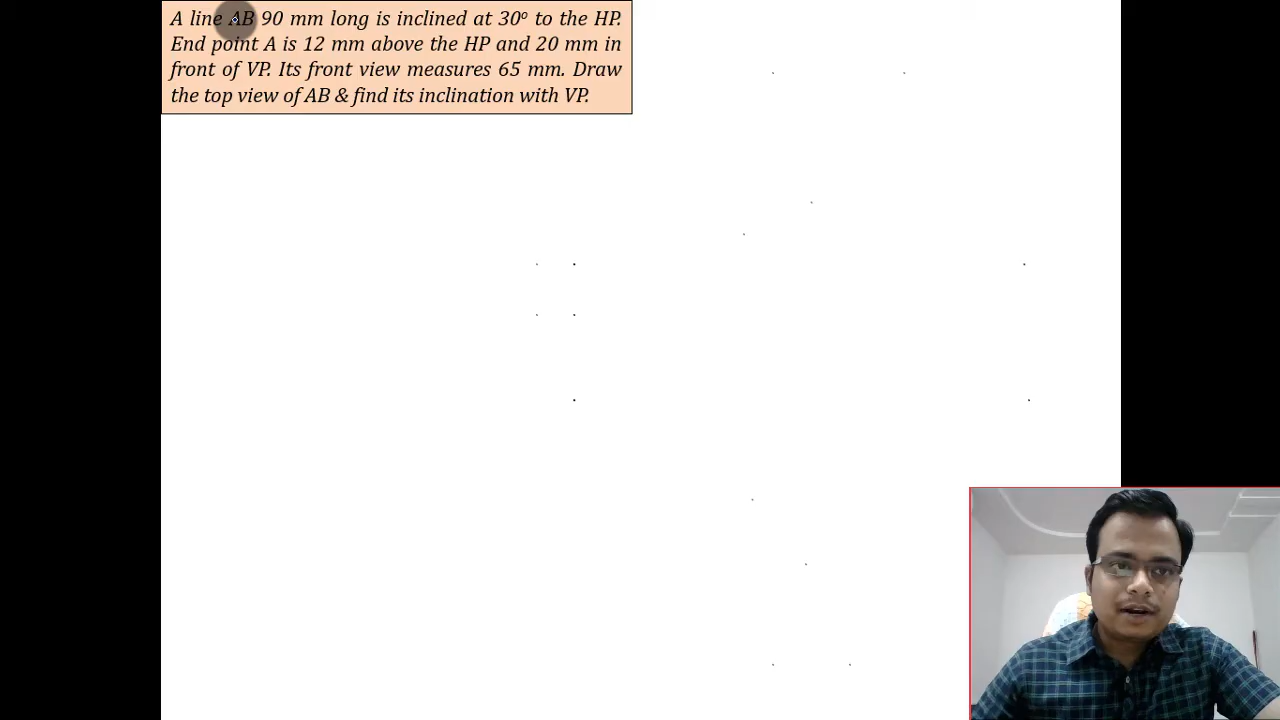 A line AB 90 mm long is inclined at 30° to the HP.
End point A is 12 mm above the HP and 20 mm in
front of VP. Its front view measures 65 mm. Draw
the top view of AB & find its inclination with VP.